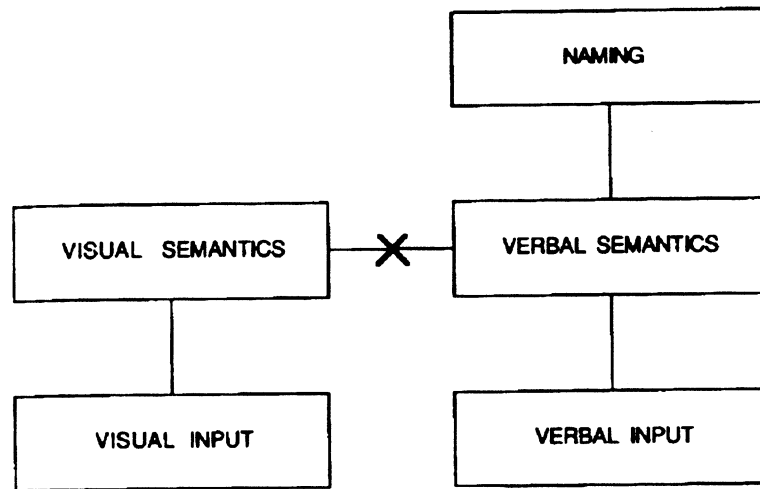 NAMING
VISUAL SEMANTICS
VERBAL SEMANTICS
VISUAL INPUT
VERBAL INPUT